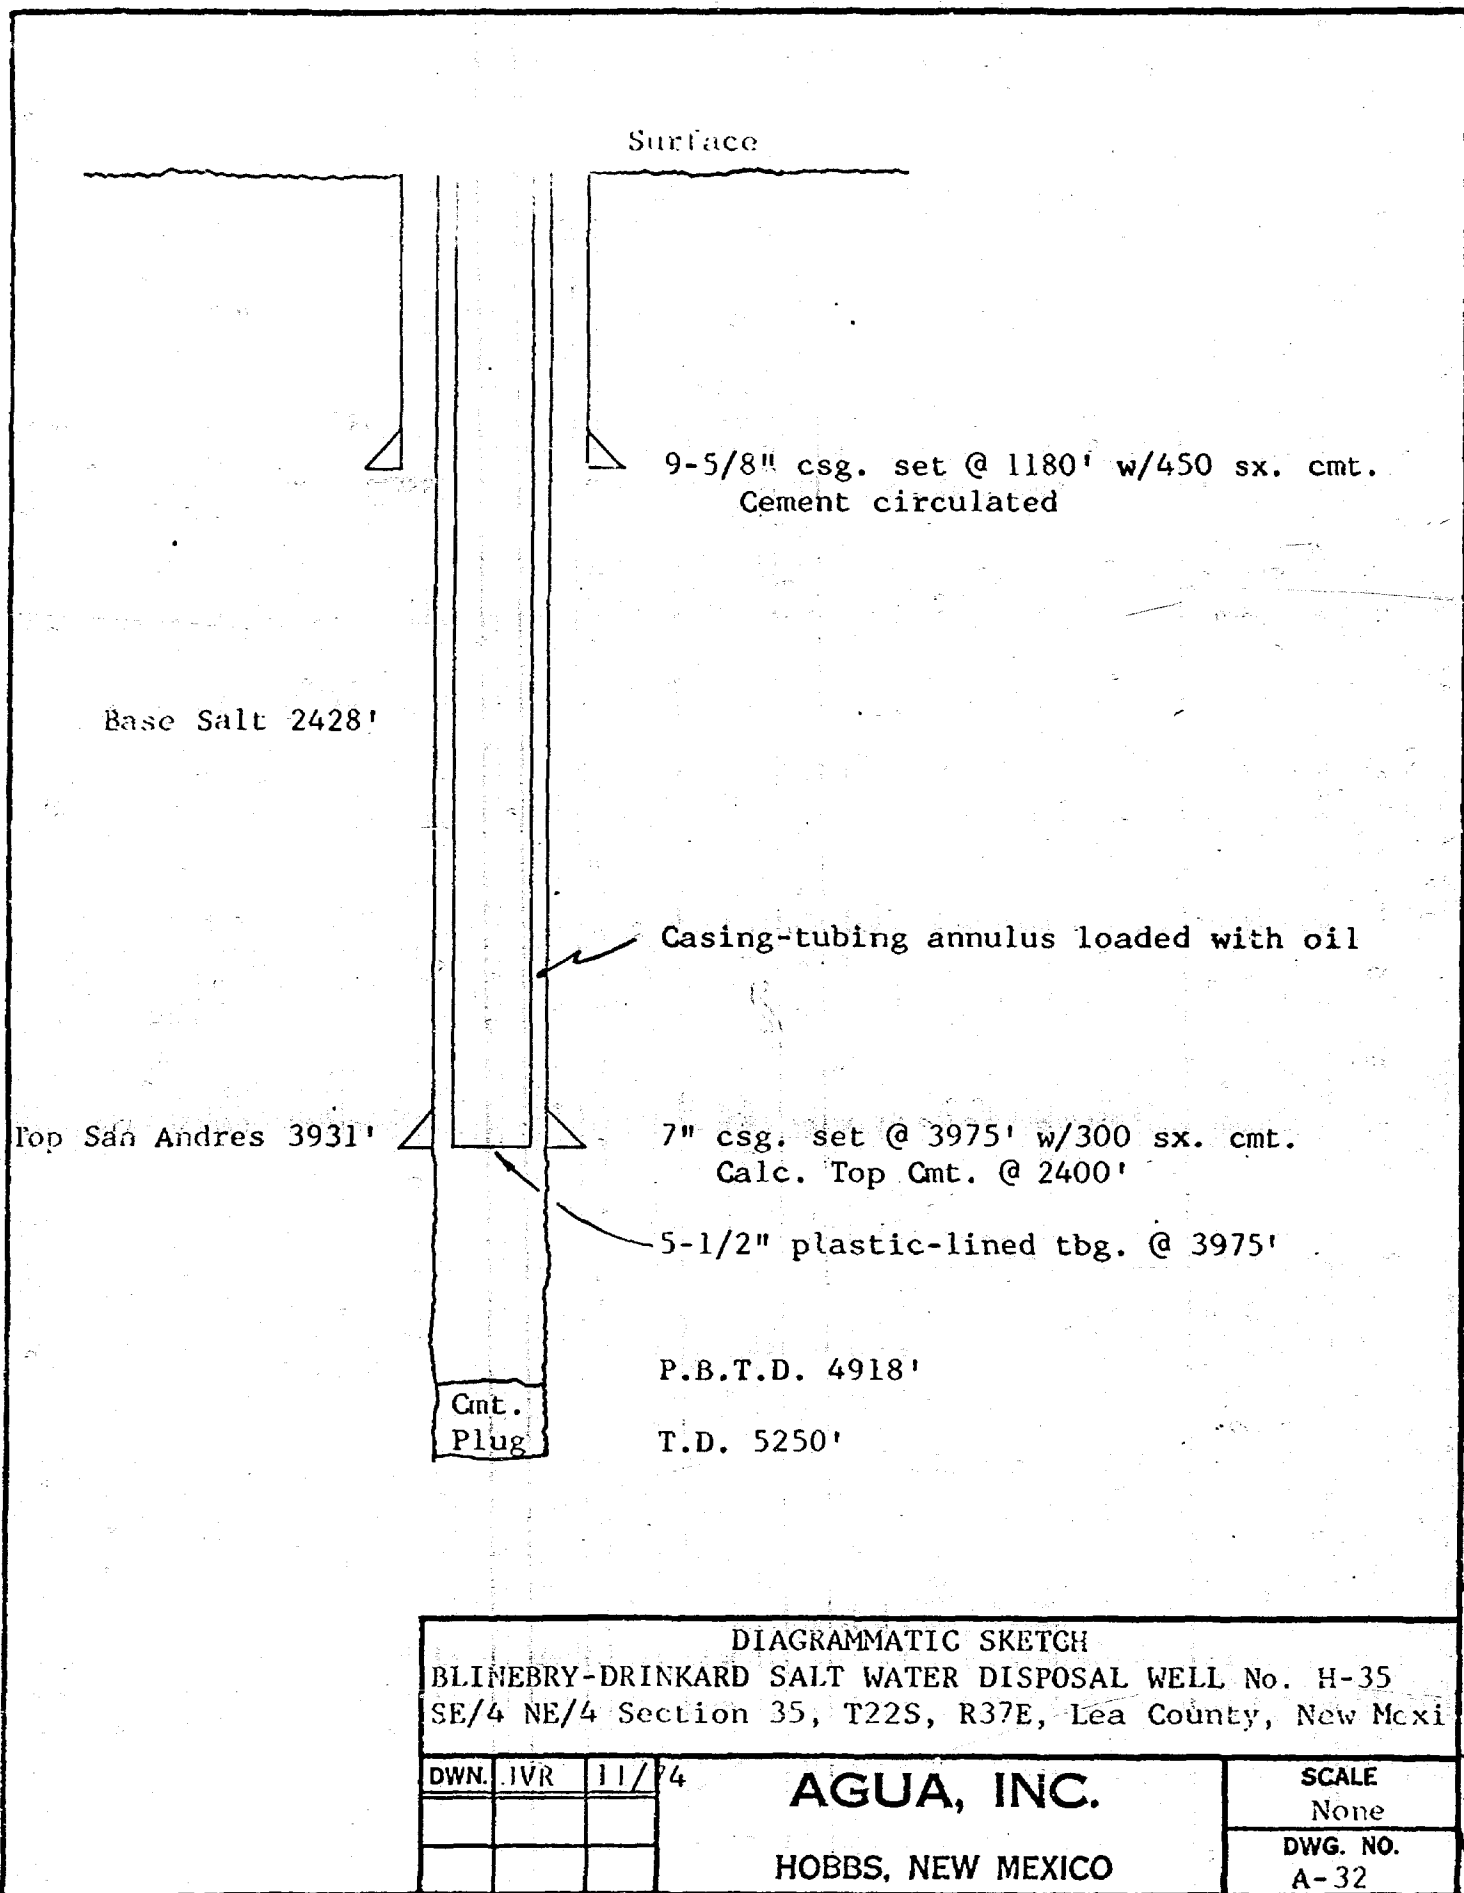 Surface
9-5/8" csg. set @ 1180' w/450 sx. cmt.
Cement circulated
Base Salt 2428'
Casing-tubing annulus loaded with oil
Top San Andres 3931'
7" csg. set @ 3975' w/300 sx. cmt.
Calc. Top Cmt. @ 2400'
5-1/2" plastic-lined tbg. @ 3975'
P.B.T.D. 4918'
Cmt.
Plug
T.D. 5250'
DIAGRAMMATIC SKETCH
BLINEBRY-DRINKARD SALT WATER DISPOSAL WELL No. H-35
SE/4 NE/4 Section 35, T22S, R37E, Lea County, New Mexi
DWN. JVR 11/74
AGUA, INC.
HOBBS, NEW MEXICO
SCALE
None
DWG. NO.
A-32